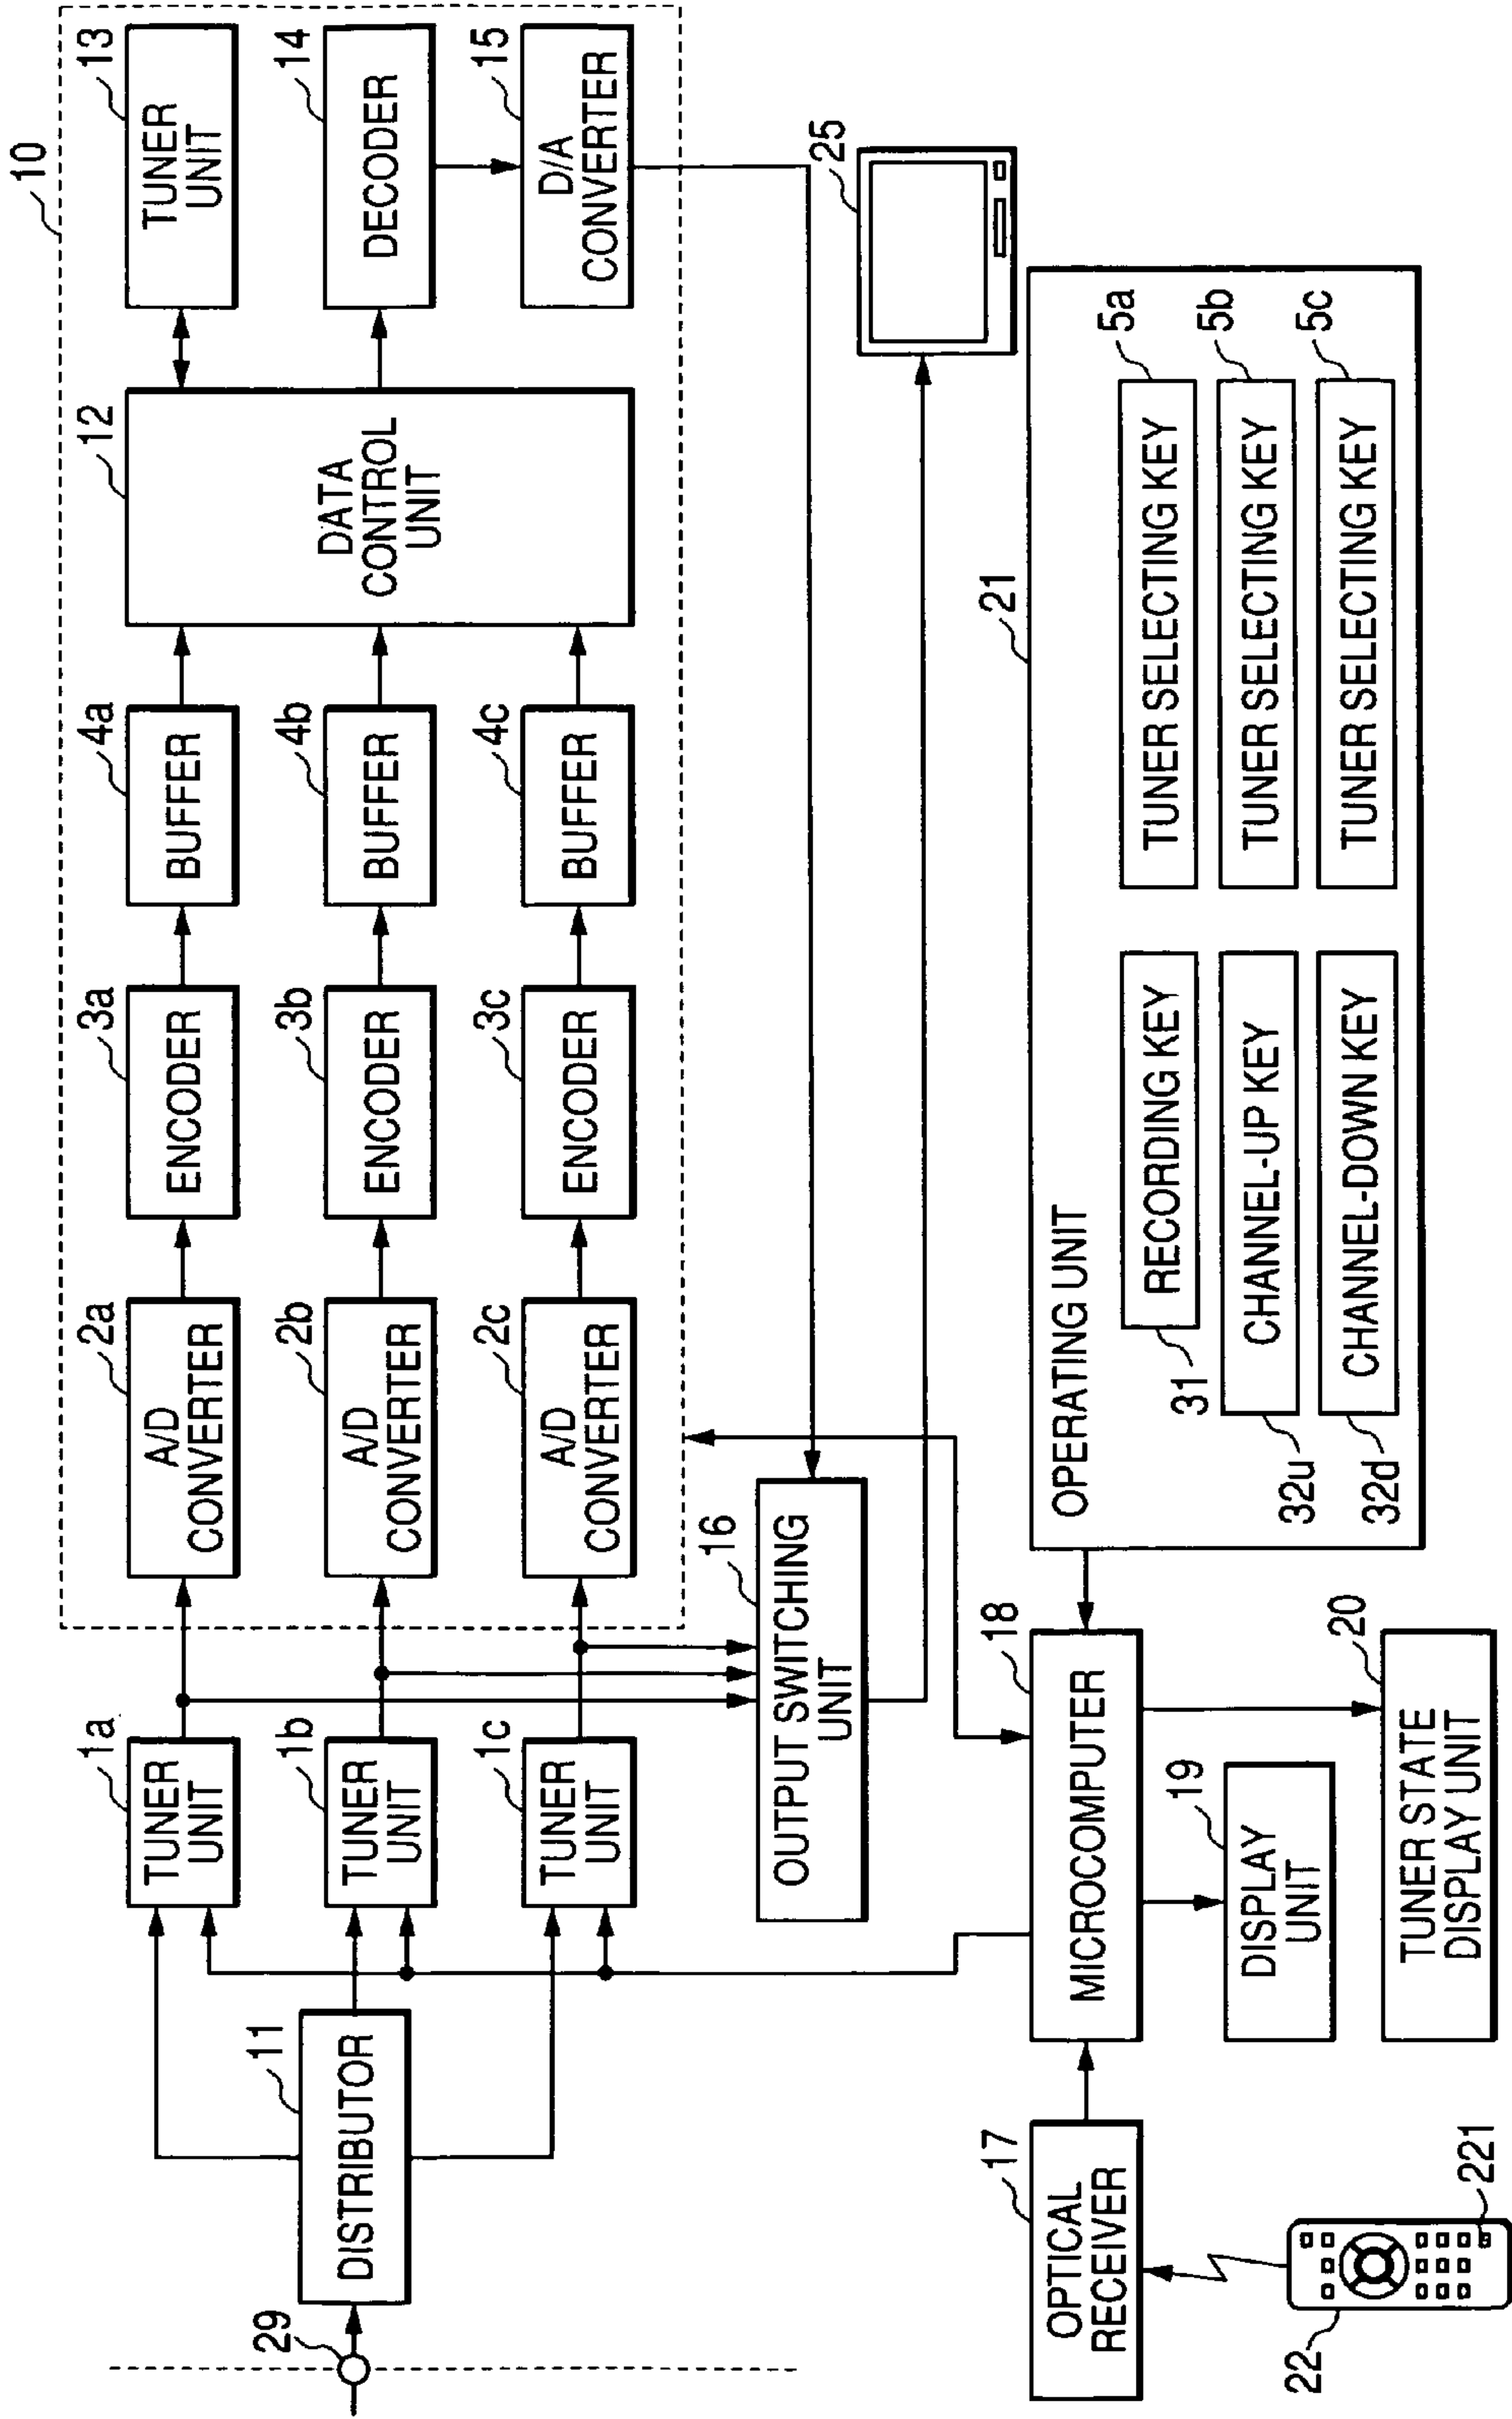 10
1a
TUNER
UNIT
2a
A/D
CONVERTER
3a
ENCODER
4a
BUFFER
12
DATA
CONTROL
UNIT
13
TUNER
UNIT
29
11
DISTRIBUTOR
1b
TUNER
UNIT
2b
A/D
CONVERTER
3b
ENCODER
4b
BUFFER
14
DECODER
1c
TUNER
UNIT
2c
A/D
CONVERTER
3c
ENCODER
4c
BUFFER
15
D/A
CONVERTER
16
OUTPUT SWITCHING
UNIT
25
17
OPTICAL
RECEIVER
18
MICROCOMPUTER
19
DISPLAY
UNIT
20
TUNER STATE
DISPLAY UNIT
22
221
21
OPERATING UNIT
31
RECORDING KEY
32u
CHANNEL-UP KEY
32d
CHANNEL-DOWN KEY
5a
TUNER SELECTING KEY
5b
TUNER SELECTING KEY
5c
TUNER SELECTING KEY